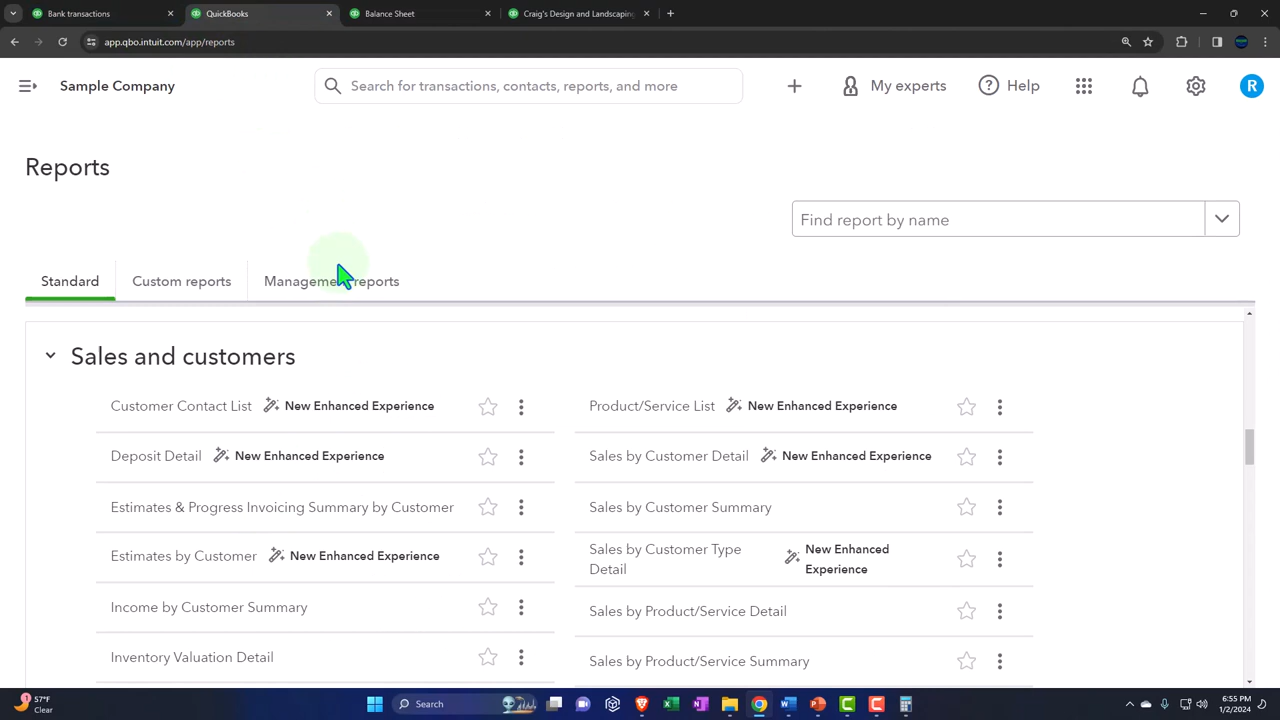 Bank transactions
QuickBooks
Balance Sheet
Craig's Design and Landscaping
app.qbo.intuit.com/app/reports
Sample Company
Search for transactions, contacts, reports, and more
My experts
Help
R
Reports
Find report by name
Standard
Custom reports
Management reports
Sales and customers
Customer Contact List New Enhanced Experience
Product/Service List New Enhanced Experience
Deposit Detail New Enhanced Experience
Sales by Customer Detail New Enhanced Experience
Estimates & Progress Invoicing Summary by Customer
Sales by Customer Summary
Estimates by Customer New Enhanced Experience
Sales by Customer Type
Detail
New Enhanced
Experience
Income by Customer Summary
Sales by Product/Service Detail
Inventory Valuation Detail
Sales by Product/Service Summary
1
57°F
Clear
Search
6:55 PM
1/2/2024